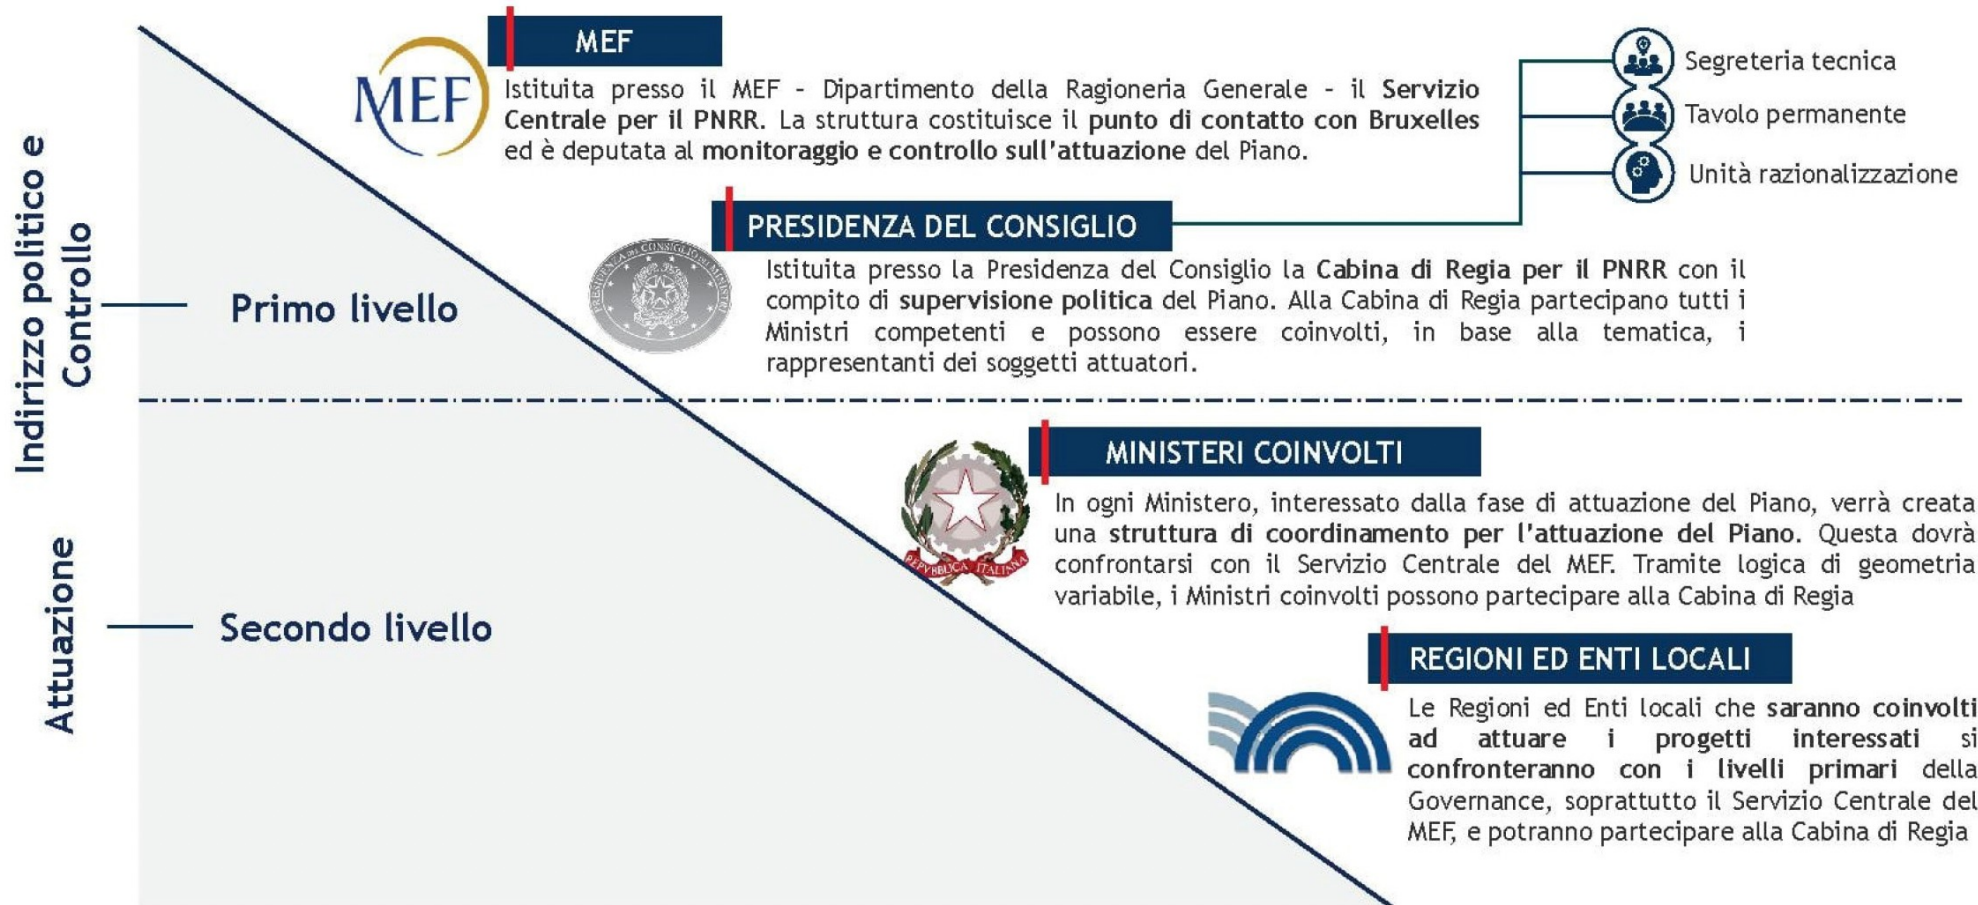 MEF
MEF
Istituita presso il MEF - Dipartimento della Ragioneria Generale - il Servizio
Centrale per il PNRR. La struttura costituisce il punto di contatto con Bruxelles
ed è deputata al monitoraggio e controllo sull'attuazione del Piano.
Segreteria tecnica
Tavolo permanente
Unità razionalizzazione
Indirizzo politico e
Controllo
Primo livello
PRESIDENZA DEL CONSIGLIO
PRESIDENZA DEL CONSIGLIO DEI MINISTRI
Istituita presso la Presidenza del Consiglio la Cabina di Regia per il PNRR con il
compito di supervisione politica del Piano. Alla Cabina di Regia partecipano tutti i
Ministri competenti e possono essere coinvolti, in base alla tematica, i
rappresentanti dei soggetti attuatori.
Attuazione
Secondo livello
MINISTERI COINVOLTI
REPVBBLICA ITALIANA
In ogni Ministero, interessato dalla fase di attuazione del Piano, verrà creata
una struttura di coordinamento per l'attuazione del Piano. Questa dovrà
confrontarsi con il Servizio Centrale del MEF. Tramite logica di geometria
variabile, i Ministri coinvolti possono partecipare alla Cabina di Regia
REGIONI ED ENTI LOCALI
Le Regioni ed Enti locali che saranno coinvolti
ad attuare i progetti interessati si
confronteranno con i livelli primari della
Governance, soprattutto il Servizio Centrale del
MEF, e potranno partecipare alla Cabina di Regia